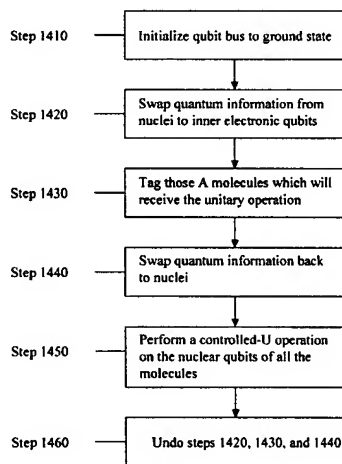 Step 1410
Initialize qubit bus to ground state
Step 1420
Swap quantum information from
nuclei to inner electronic qubits
Step 1430
Tag those A molecules which will
receive the unitary operation
Step 1440
Swap quantum information back
to nuclei
Step 1450
Perform a controlled-U operation
on the nuclear qubits of all the
molecules
Step 1460
Undo steps 1420, 1430, and 1440